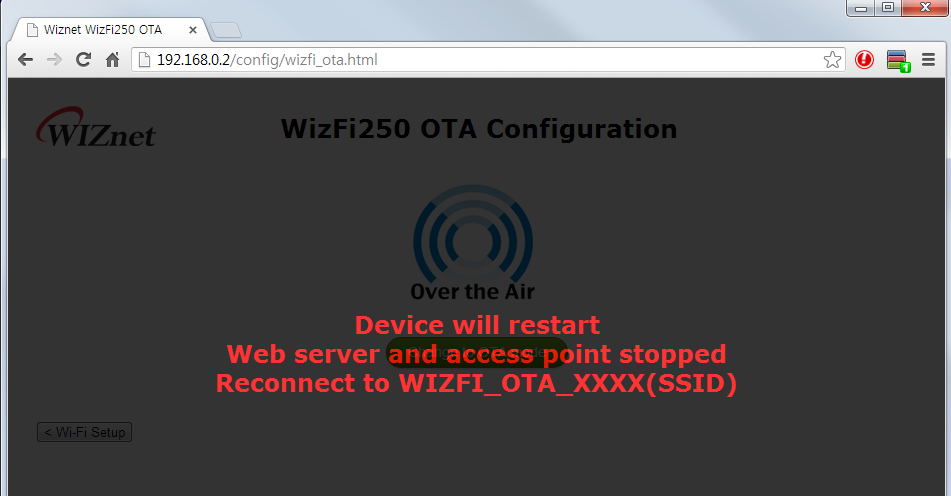 Wiznet WizFi250 OTA
192.168.0.2/config/wizfi_ota.html
1
WIZnet
WizFi250 OTA Configuration
Over the Air
Device will restart
Web server and access point stopped
Reconnect to WIZFI_OTA_XXXX(SSID)
< Wi-Fi Setup